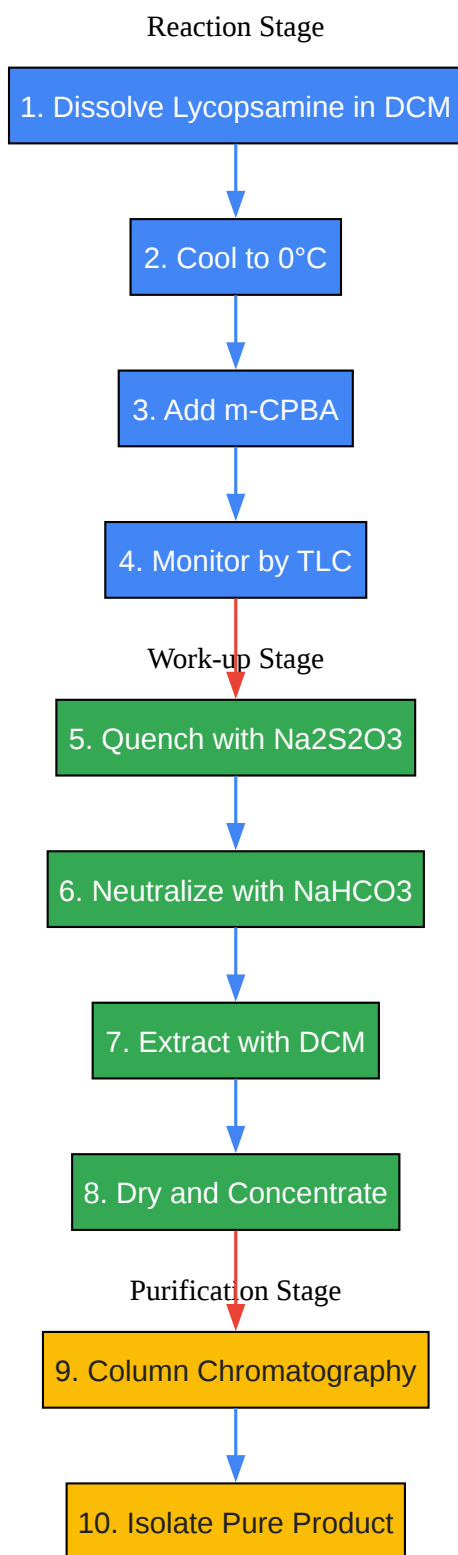 Reaction Stage
1. Dissolve Lycopsamine in DCM
2. Cool to 0°C
3. Add m-CPBA
4. Monitor by TLC
Work-up Stage
5. Quench with Na2S2O3
6. Neutralize with NaHCO3
7. Extract with DCM
8. Dry and Concentrate
Purification Stage
9. Column Chromatography
10. Isolate Pure Product